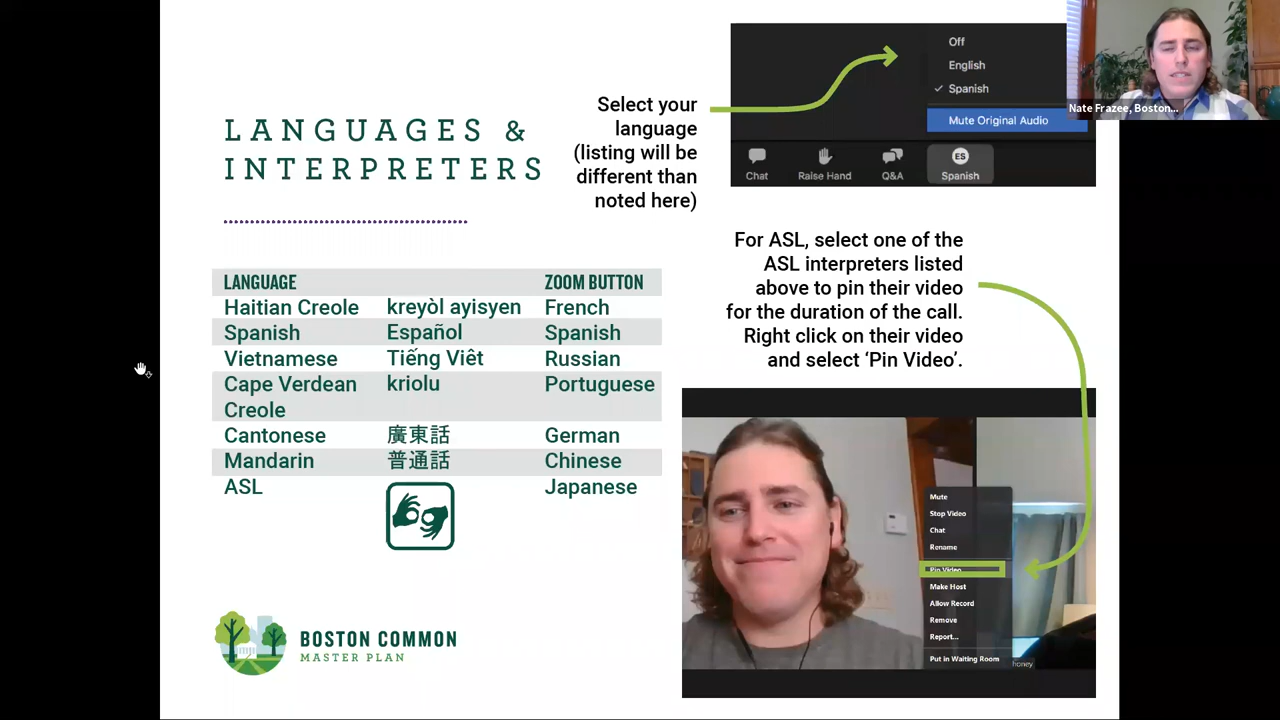 LANGUAGES &
INTERPRETERS
Select your
language
(listing will be
different than
noted here)
Off
English
Spanish
Mute Original Audio
Chat
Raise Hand
Q&A
ES
Spanish
Nate Frazee, Boston...
For ASL, select one of the
ASL interpreters listed
above to pin their video
for the duration of the call.
Right click on their video
and select ‘Pin Video’.
LANGUAGE ZOOM BUTTON
Haitian Creole kreyòl ayisyen French
Spanish Español Spanish
Vietnamese Tiếng Viêt Russian
Cape Verdean kriolu Portuguese
Creole
Cantonese 廣東話 German
Mandarin 普通話 Chinese
ASL Japanese
Mute
Stop Video
Chat
Rename
Pin Video
Make Host
Allow Record
Remove
Report...
Put in Waiting Room
honey
BOSTON COMMON
MASTER PLAN